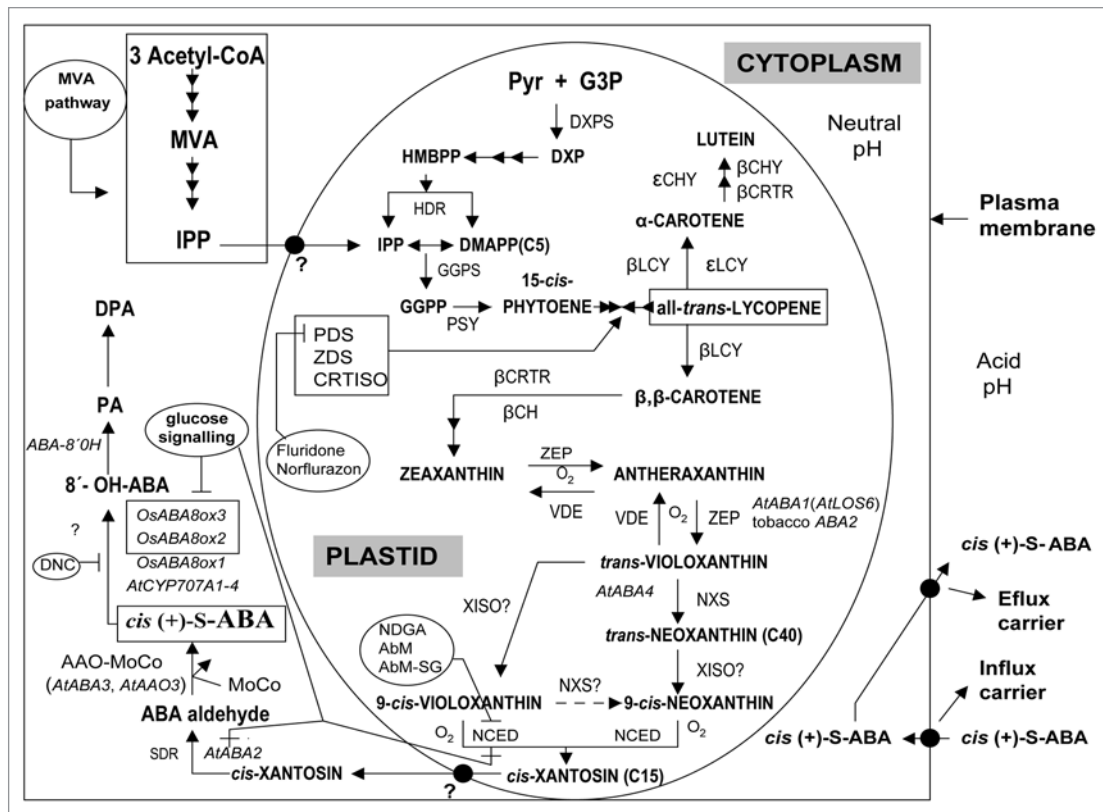 3 Acetyl-CoA
MVA
pathway
MVA
IPP
?
CYTOPLASM
Neutral
pH
Pyr + G3P
DXPS
HMBPP
DXP
HDR
IPP
DMAPP(C5)
GGPS
GGPP
PSY
15-cis-
PHYTOENE
all-trans-LYCOPENE
LUTEIN
εCHY
βCHY
βCRTR
α-CAROTENE
βLCY
εLCY
βLCY
Plasma
membrane
Acid
pH
PDS
ZDS
CRTISO
Fluridone
Norflurazon
βCRTR
βCH
β,β-CAROTENE
ZEAXANTHIN
ZEP
O2
VDE
ANTHERAXANTHIN
VDE
O2
ZEP
AtABA1(AtLOS6)
tobacco ABA2
PLASTID
trans-VIOLOXANTHIN
XISO?
AtABA4
NXS
trans-NEOXANTHIN (C40)
XISO?
NDGA
AbM
AbM-SG
9-cis-VIOLOXANTHIN
NXS?
9-cis-NEOXANTHIN
O2
NCED
NCED
O2
cis-XANTOSIN (C15)
?
DPA
PA
glucose
signalling
ABA-8´0H
8´- OH-ABA
?
OsABA8ox3
OsABA8ox2
OsABA8ox1
AtCYP707A1-4
DNC
cis (+)-S-ABA
AAO-MoCo
(AtABA3, AtAAO3)
MoCo
ABA aldehyde
SDR
AtABA2
cis-XANTOSIN
cis (+)-S-ABA
Eflux
carrier
Influx
carrier
cis (+)-S-ABA
cis (+)-S-ABA